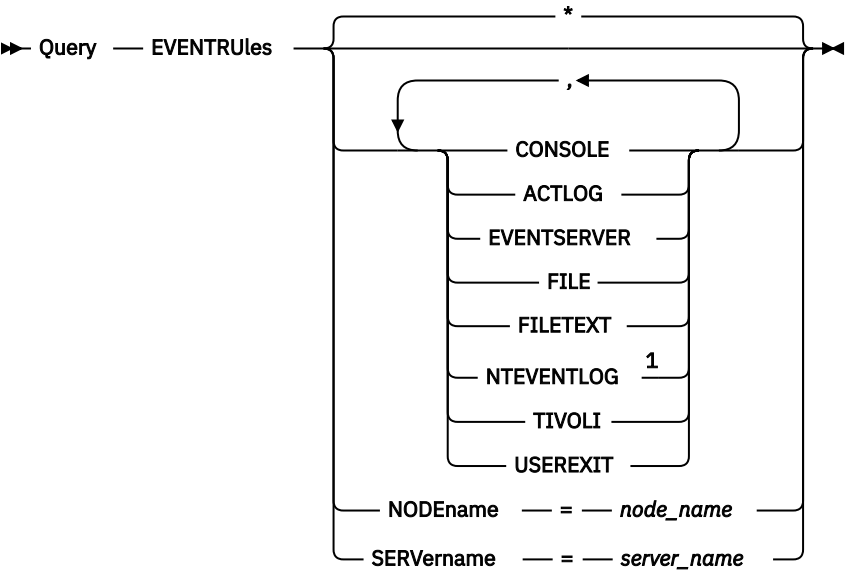 *
Query EVENTRUles
,
CONSOLE
ACTLOG
EVENTSERVER
FILE
FILETEXT
NTEVENTLOG 1
TIVOLI
USEREXIT
NODEname = node_name
SERVername = server_name